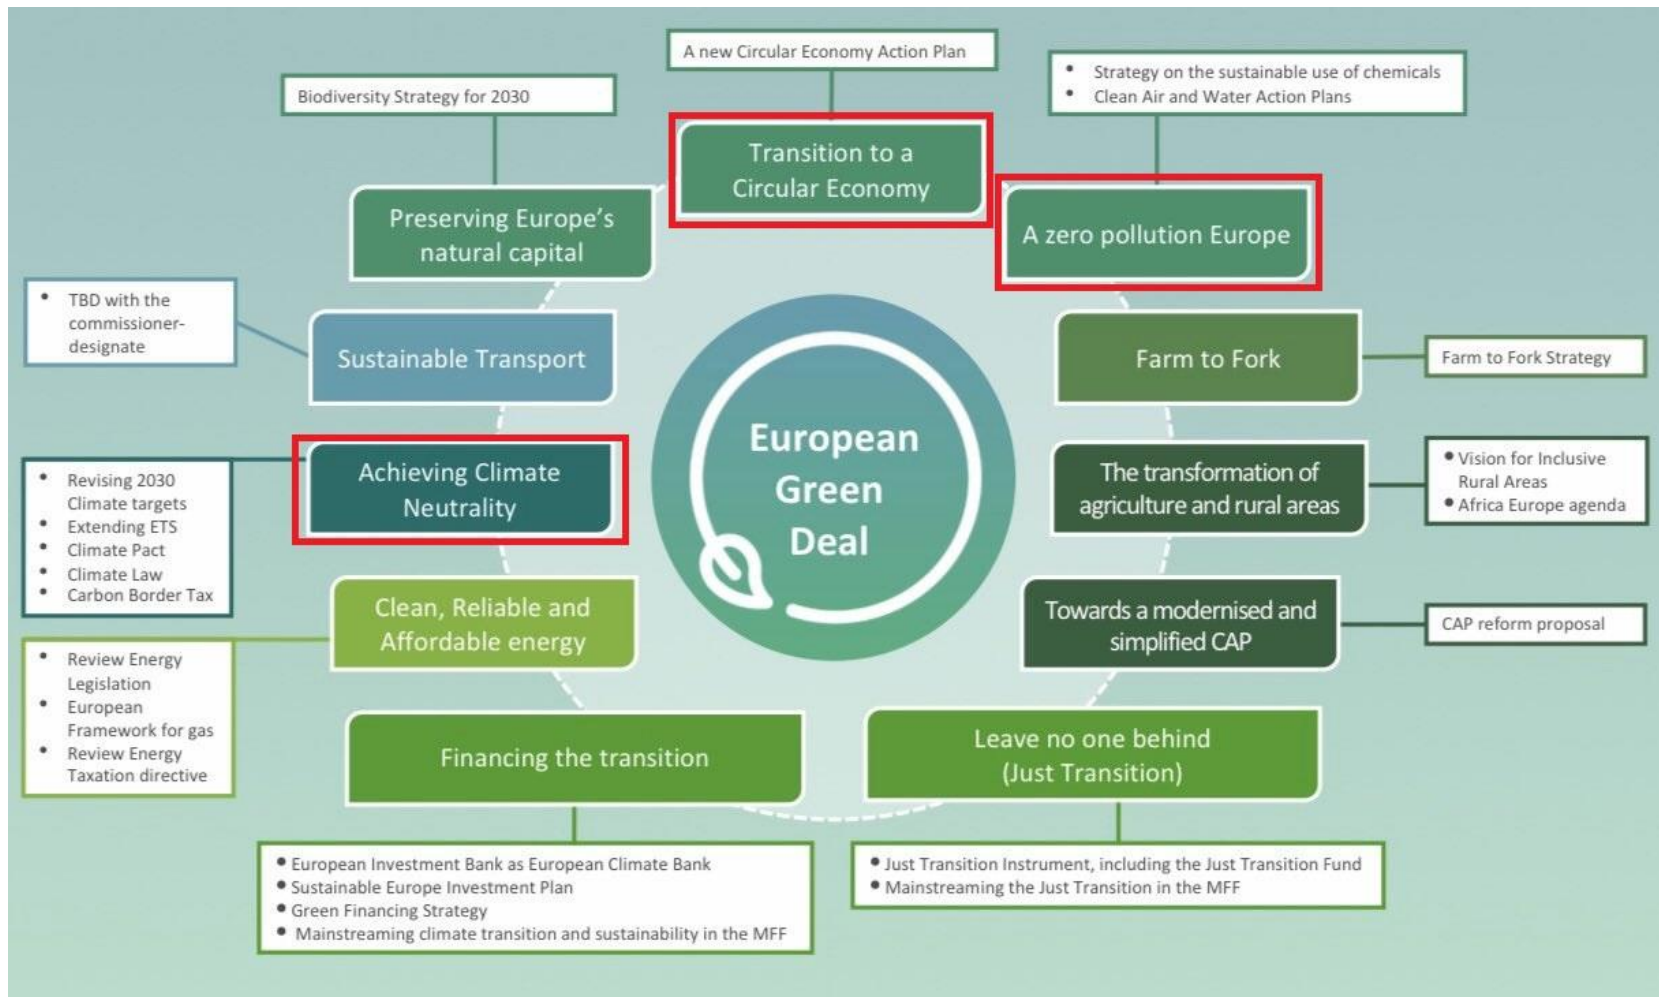 A new Circular Economy Action Plan
Strategy on the sustainable use of chemicals
Clean Air and Water Action Plans
Biodiversity Strategy for 2030
Transition to a
Circular Economy
Preserving Europe's
natural capital
A zero pollution Europe
TBD with the
commissioner-
designate
Sustainable Transport
Farm to Fork
Farm to Fork Strategy
European
Green
Deal
Achieving Climate
Neutrality
Revising 2030
Climate targets
Extending ETS
Climate Pact
Climate Law
Carbon Border Tax
The transformation of
agriculture and rural areas
Vision for Inclusive
Rural Areas
Africa Europe agenda
Clean, Reliable and
Affordable energy
Review Energy
Legislation
European
Framework for gas
Review Energy
Taxation directive
Towards a modernised and
simplified CAP
CAP reform proposal
Financing the transition
Leave no one behind
(Just Transition)
European Investment Bank as European Climate Bank
Sustainable Europe Investment Plan
Green Financing Strategy
Mainstreaming climate transition and sustainability in the MFF
Just Transition Instrument, including the Just Transition Fund
Mainstreaming the Just Transition in the MFF